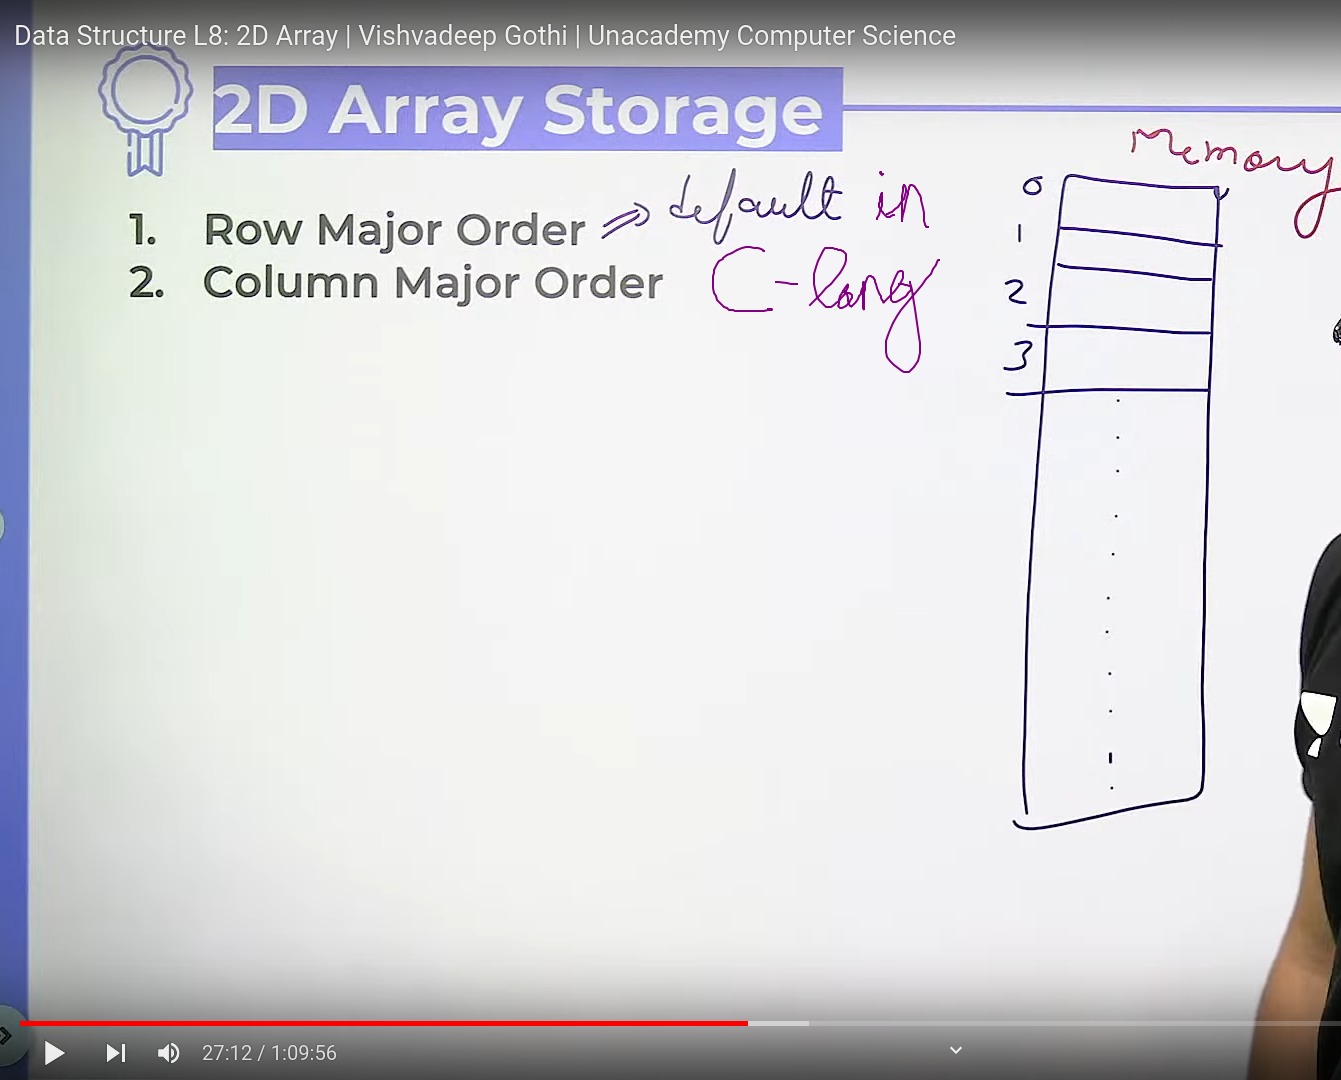 Data Structure L8: 2D Array | Vishvadeep Gothi | Unacademy Computer Science
2D Array Storage
Memory
1. Row Major Order ⇒ default in
2. Column Major Order C-lang
0
1
2
3
27:12 / 1:09:56